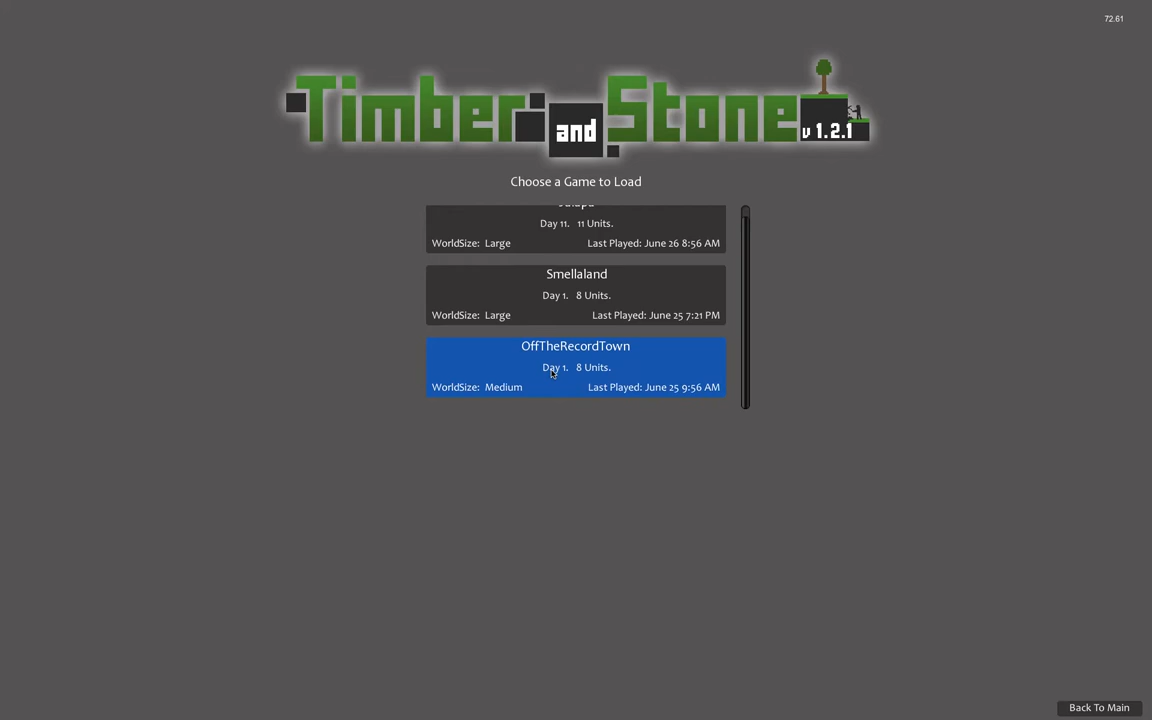 72.61
Timber and Stone v 1.2.1
Choose a Game to Load
Day 11. 11 Units.
WorldSize: Large Last Played: June 26 8:56 AM
Smellaland
Day 1. 8 Units.
WorldSize: Large Last Played: June 25 7:21 PM
OffTheRecordTown
Day 1. 8 Units.
WorldSize: Medium Last Played: June 25 9:56 AM
Back To Main